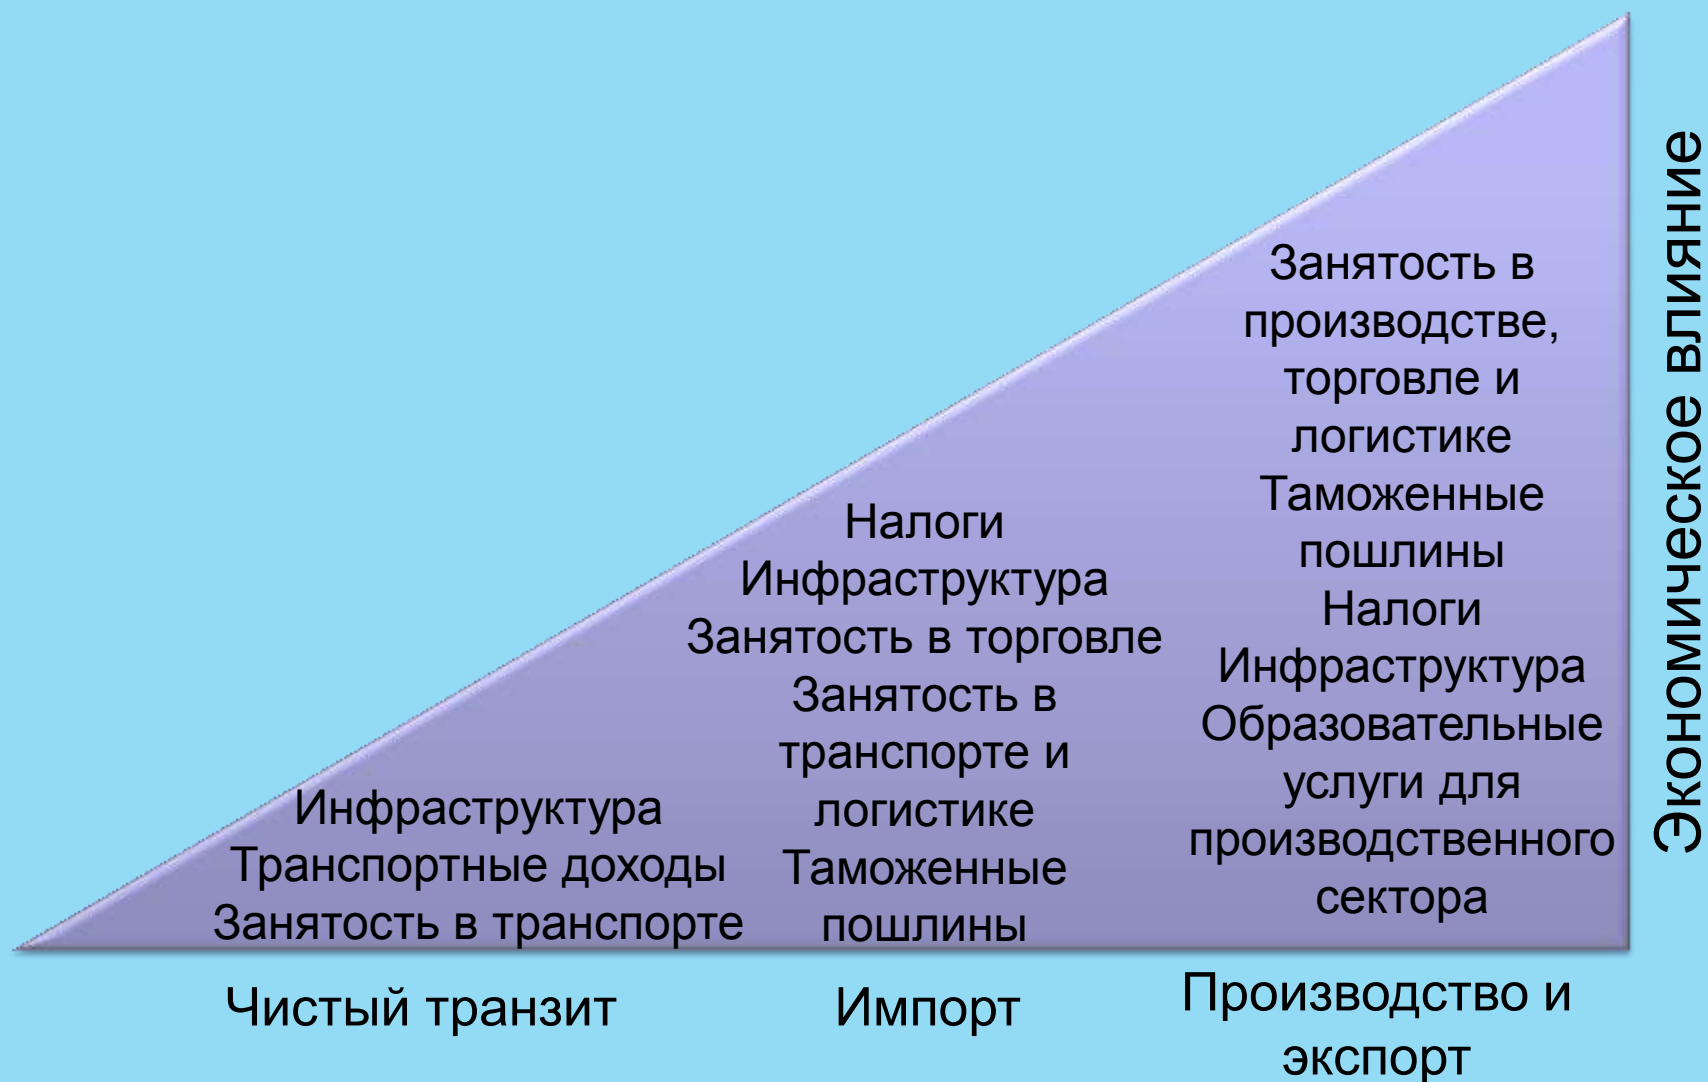 Инфраструктура
Транспортные доходы
Занятость в транспорте
Чистый транзит
Налоги
Инфраструктура
Занятость в торговле
Занятость в
транспорте и
логистике
Таможенные
пошлины
Импорт
Занятость в
производстве,
торговле и
логистике
Таможенные
пошлины
Налоги
Инфраструктура
Образовательные
услуги для
производственного
сектора
Производство и
экспорт
Экономическое влияние